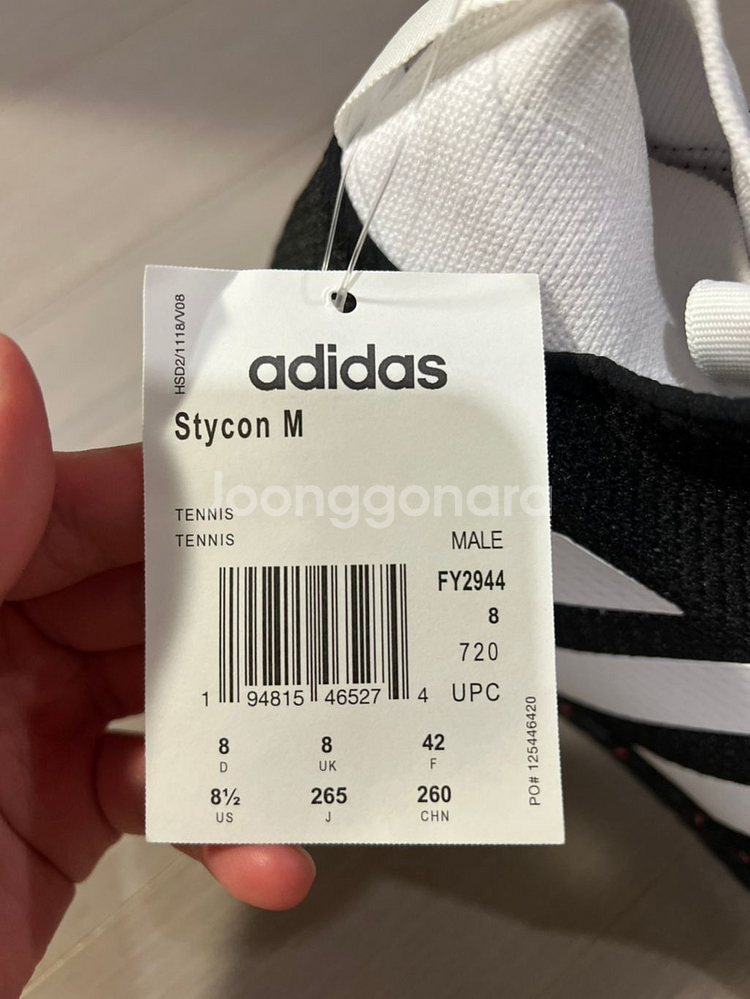 HSD2/1118/V08
adidas
Stycon M
Joonggonara
TENNIS
TENNIS
MALE
FY2944
8
720
UPC
1 94815 46527 4
8 8 42
D UK F
8½ 265 260
US J CHN
PO# 125446420